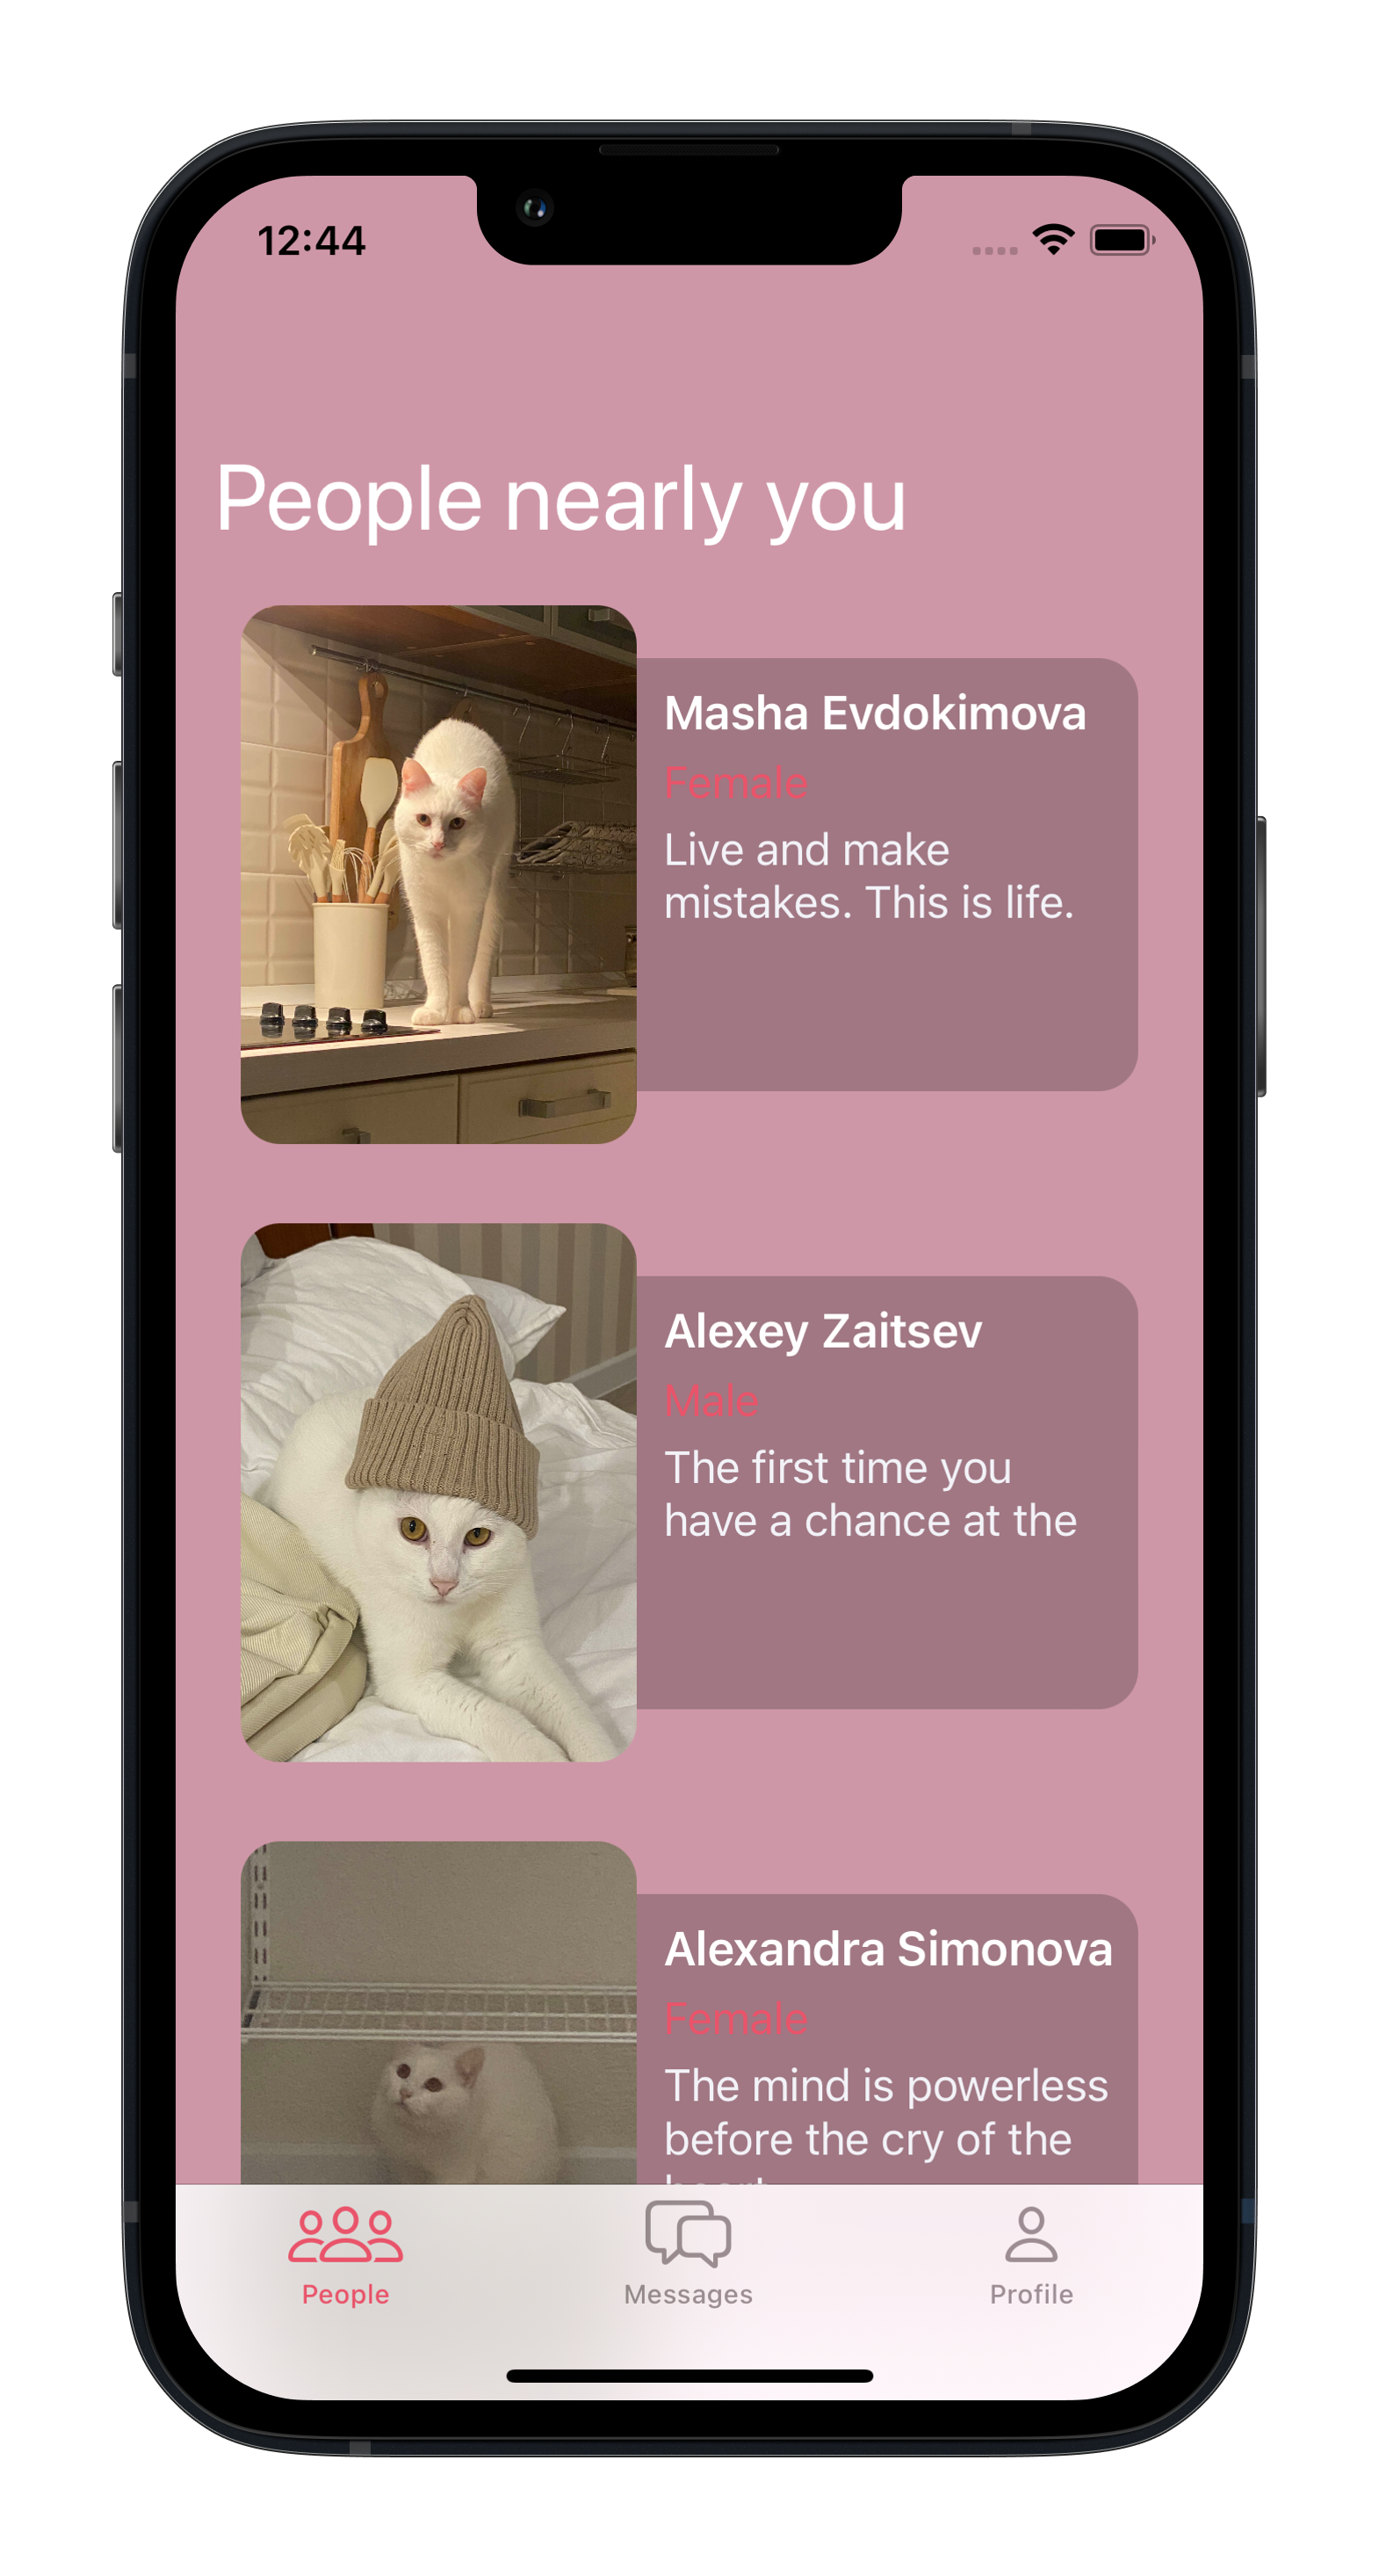 12:44
People nearly you
Masha Evdokimova
Female
Live and make
mistakes. This is life.
Alexey Zaitsev
Male
The first time you
have a chance at the
Alexandra Simonova
Female
The mind is powerless
before the cry of the
People
Messages
Profile